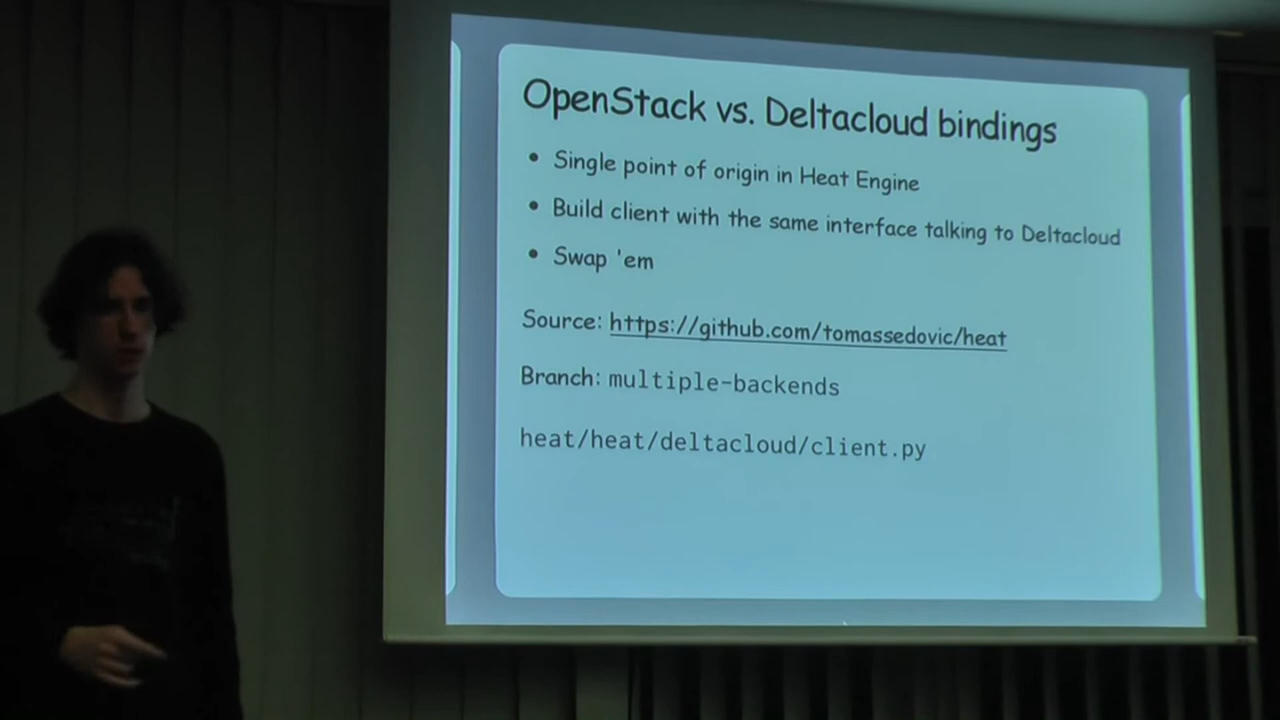 OpenStack vs. Deltacloud bindings
• Single point of origin in Heat Engine
• Build client with the same interface talking to Deltacloud
• Swap 'em
Source: https://github.com/tomassedovic/heat
Branch: multiple-backends
heat/heat/deltacloud/client.py